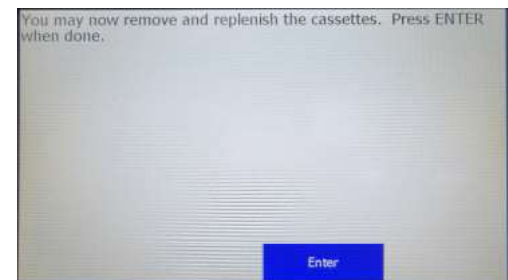 You may now remove and replenish the cassettes.  Press ENTER
when done.
Enter